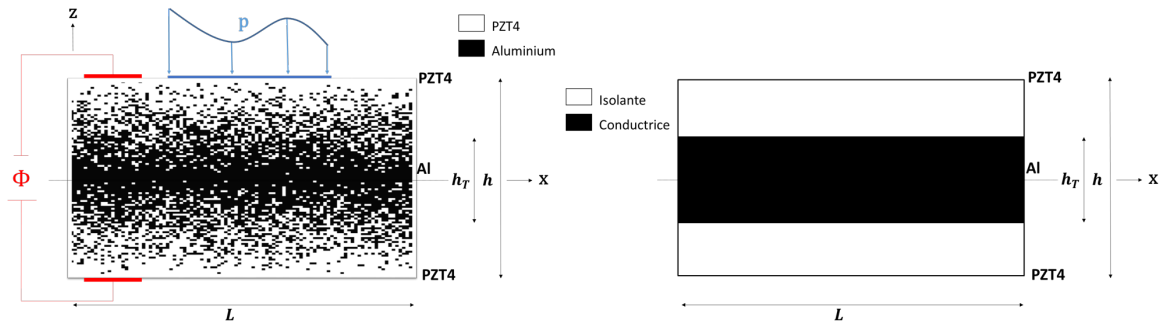 z
p
PZT4
Aluminium
PZT4
Φ
Al
h_T
h
x
PZT4
L
Isolante
Conductrice
PZT4
Al
h_T
h
x
PZT4
L